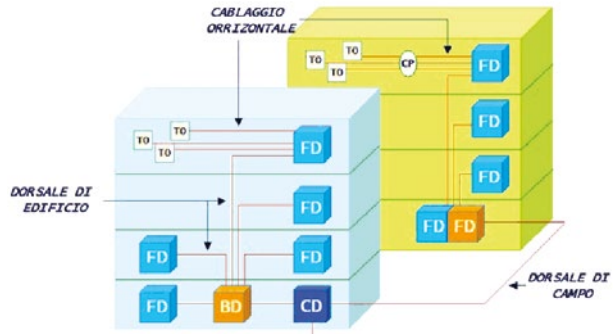 CABLAGGIO
ORRIZONTALE
TO
TO
TO
TO
CP
FD
TO
TO
TO
FD
FD
FD
DORSALE DI
EDIFICIO
FD
FD
FD
FD
FD
FD
BD
CD
DORSALE DI
CAMPO